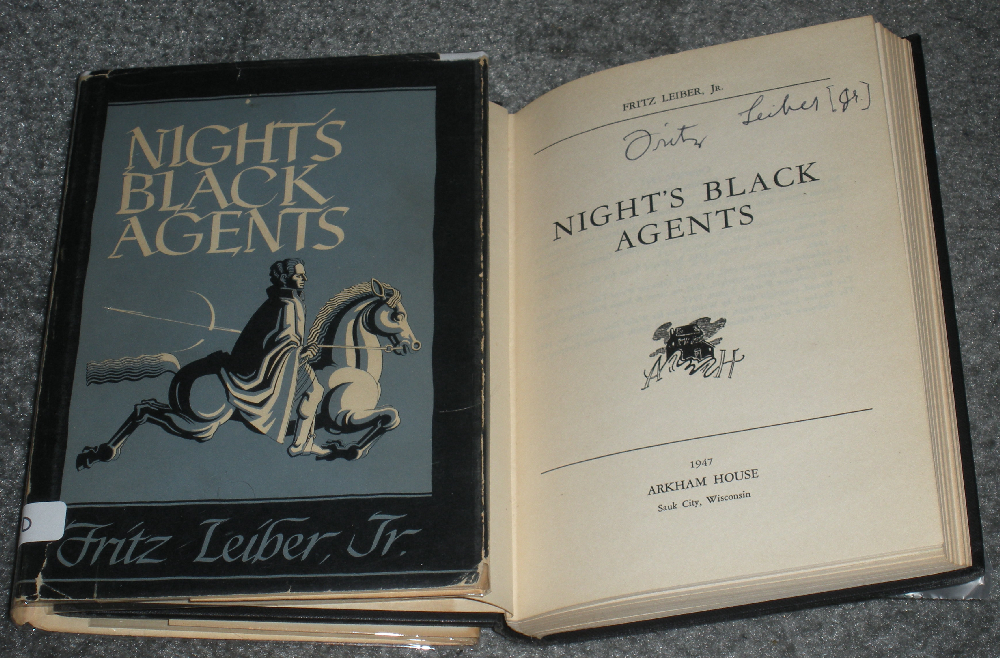 NIGHT'S
BLACK
AGENTS
Fritz Leiber, Jr.
D
FRITZ LEIBER, Jr.
Fritz Leiber [Jr.]
NIGHT'S BLACK
AGENTS
A H
1947
ARKHAM HOUSE
Sauk City, Wisconsin